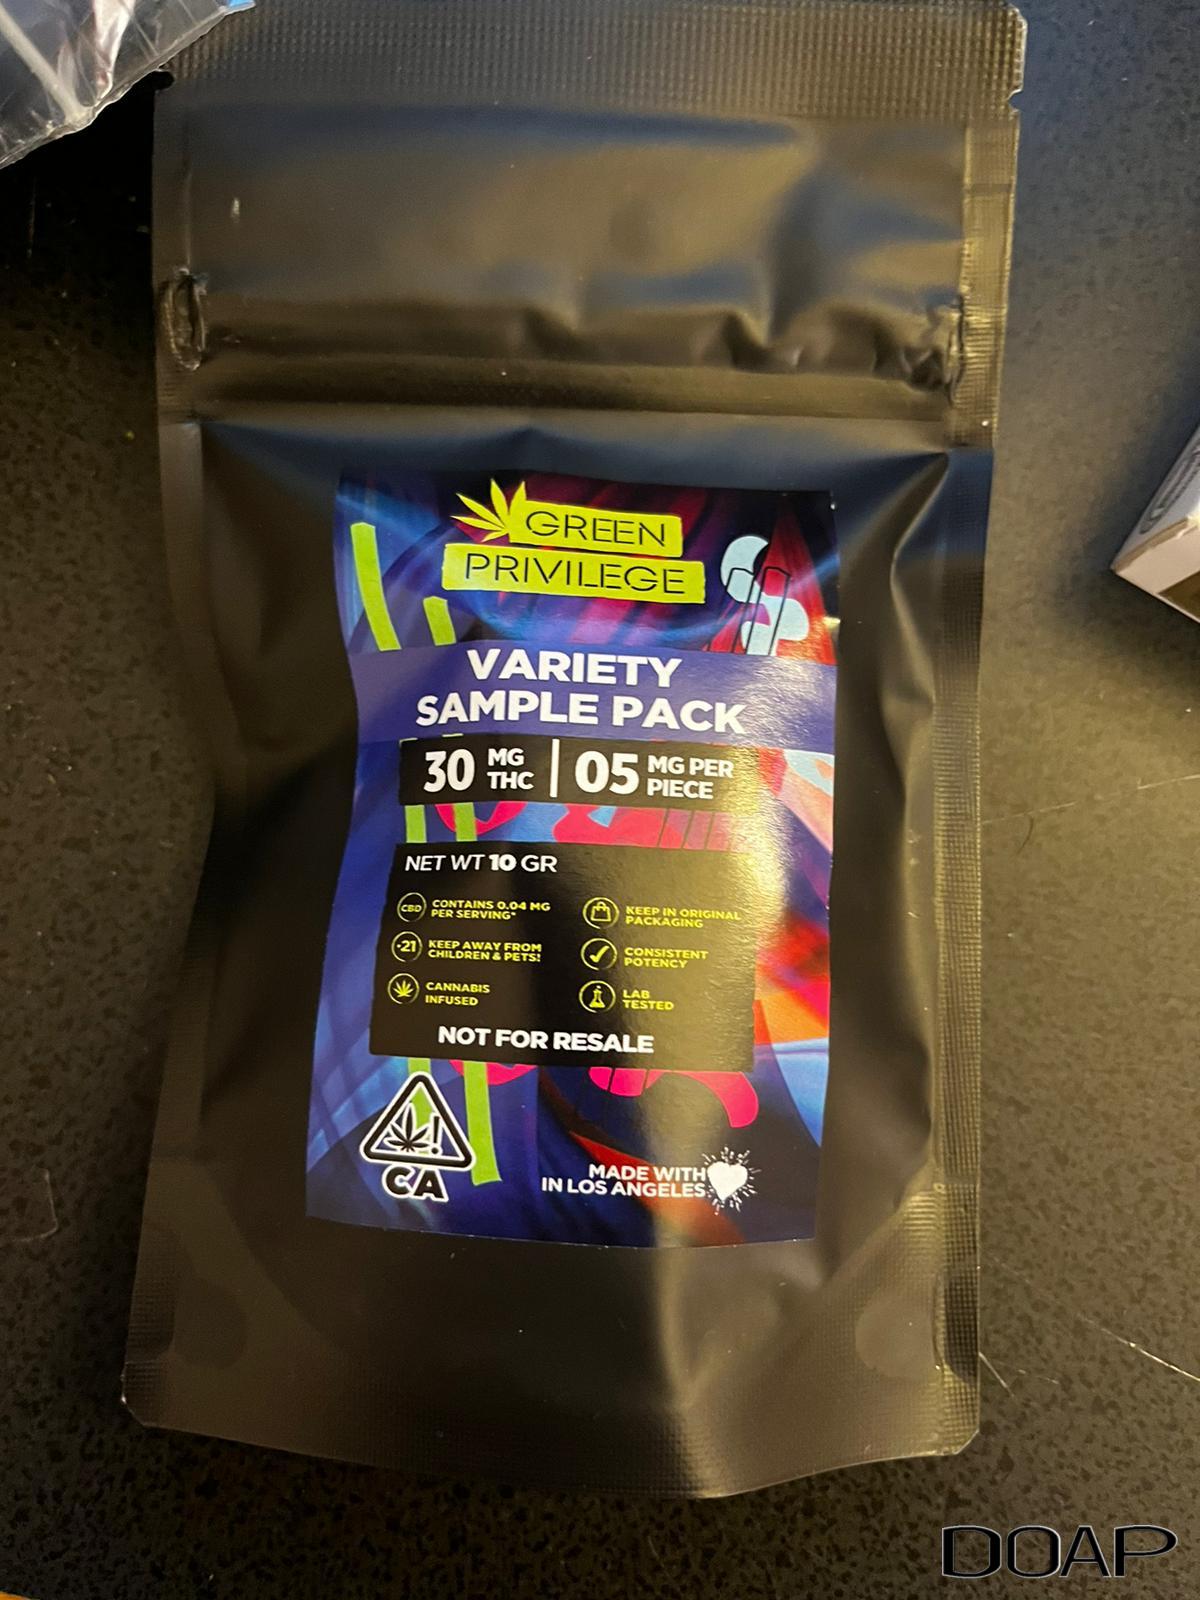 GREEN
PRIVILEGE
VARIETY
SAMPLE PACK
30 MG THC | 05 MG PER PIECE
NET WT 10 GR
CBD CONTAINS 0.04 MG PER SERVING*
KEEP IN ORIGINAL PACKAGING
-21 KEEP AWAY FROM CHILDREN & PETS!
CONSISTENT POTENCY
CANNABIS INFUSED
LAB TESTED
NOT FOR RESALE
!
CA
MADE WITH
IN LOS ANGELES
DOAP